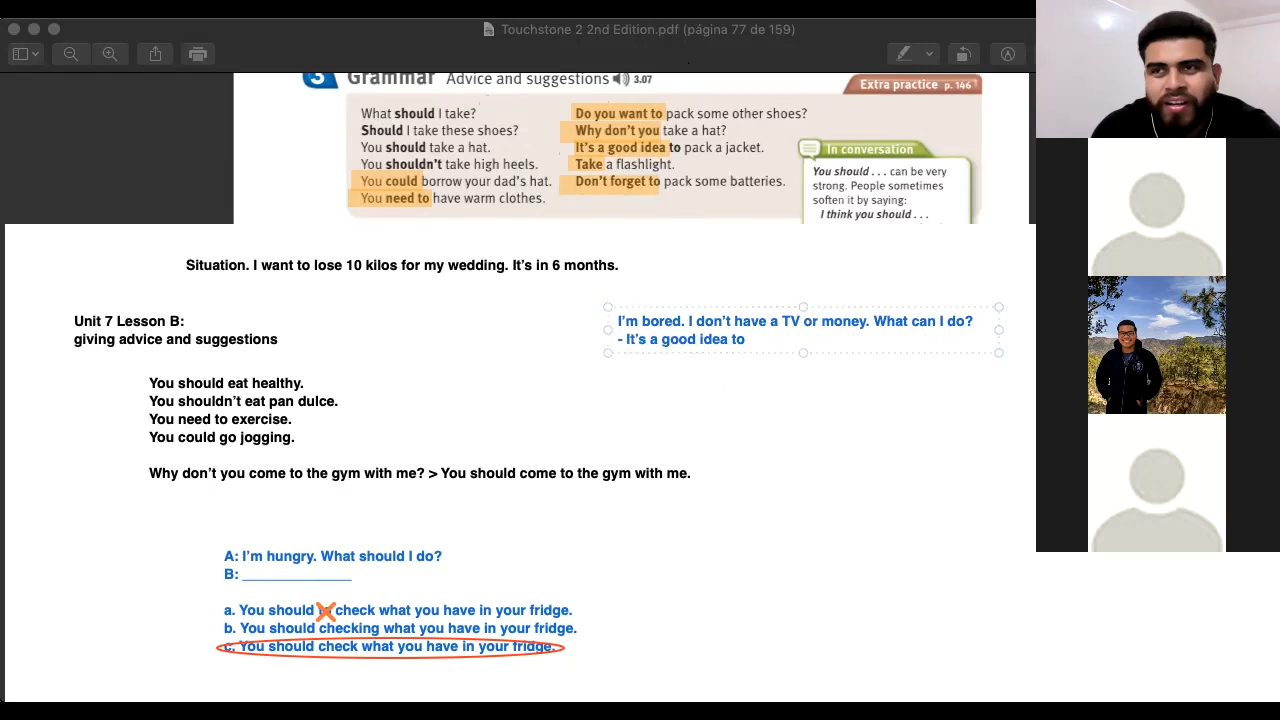 Touchstone 2 2nd Edition.pdf (página 77 de 159)
3 Grammar Advice and suggestions 3.07
Extra practice p. 146
What should I take?
Should I take these shoes?
You should take a hat.
You shouldn't take high heels.
You could borrow your dad's hat.
You need to have warm clothes.
Do you want to pack some other shoes?
Why don't you take a hat?
It's a good idea to pack a jacket.
Take a flashlight.
Don't forget to pack some batteries.
In conversation
You should . . . can be very
strong. People sometimes
soften it by saying:
I think you should . . .
Situation. I want to lose 10 kilos for my wedding. It's in 6 months.
Unit 7 Lesson B:
giving advice and suggestions
I'm bored. I don't have a TV or money. What can I do?
- It's a good idea to
You should eat healthy.
You shouldn't eat pan dulce.
You need to exercise.
You could go jogging.
Why don't you come to the gym with me? > You should come to the gym with me.
A: I'm hungry. What should I do?
B: ______________
a. You should check what you have in your fridge.
b. You should checking what you have in your fridge.
c. You should check what you have in your fridge.